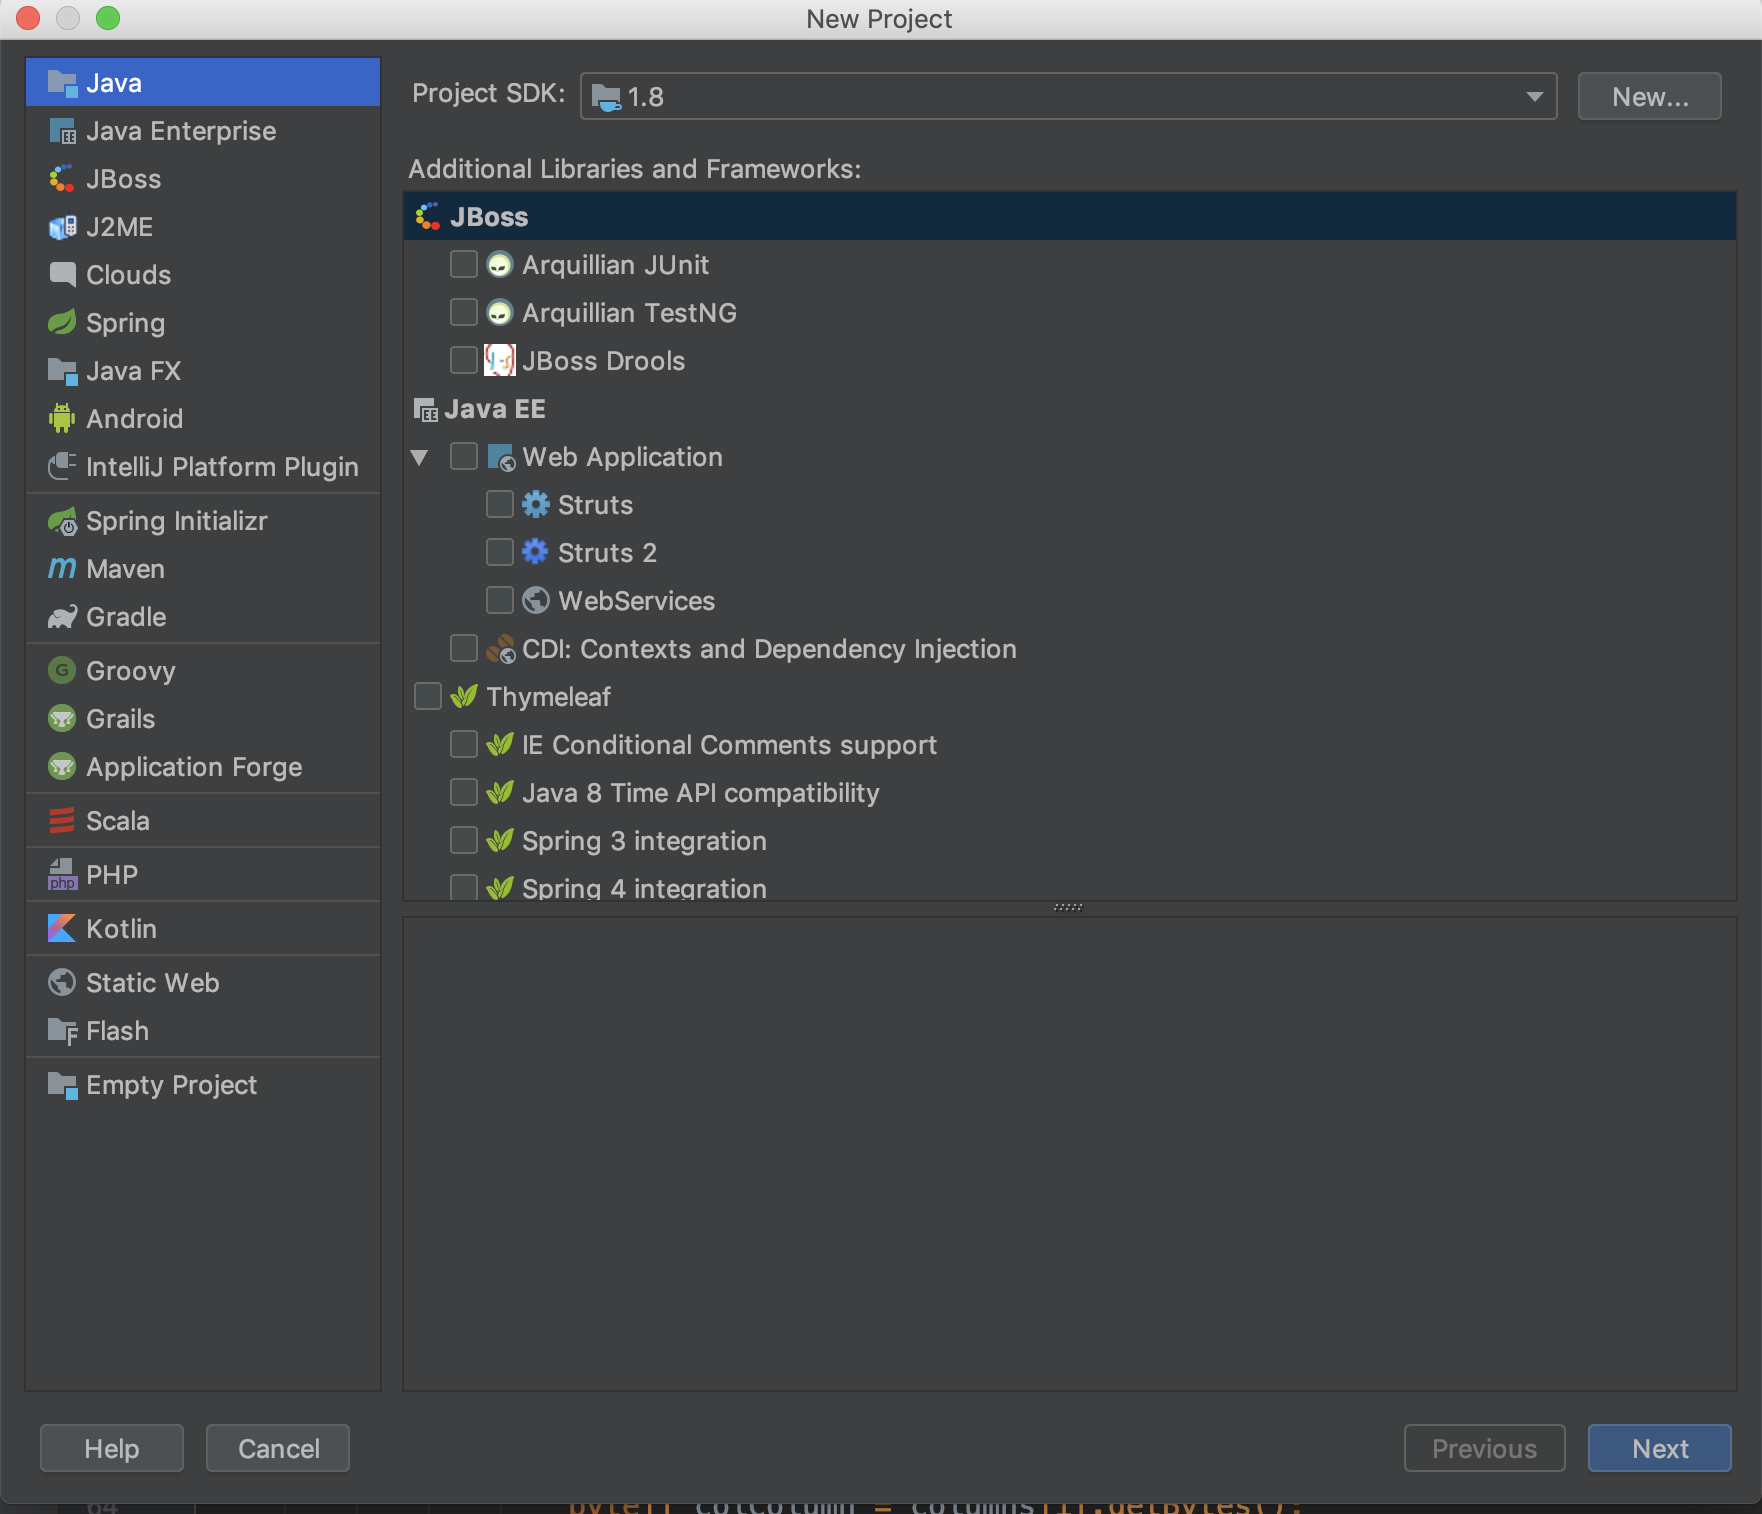 New Project
Java
Java Enterprise
JBoss
J2ME
Clouds
Spring
Java FX
Android
IntelliJ Platform Plugin
Spring Initializr
m Maven
Gradle
G Groovy
Grails
Application Forge
Scala
php PHP
Kotlin
Static Web
Flash
Empty Project
Project SDK: 1.8 New...
Additional Libraries and Frameworks:
JBoss
Arquillian JUnit
Arquillian TestNG
JBoss Drools
EE Java EE
Web Application
Struts
Struts 2
WebServices
CDI: Contexts and Dependency Injection
Thymeleaf
IE Conditional Comments support
Java 8 Time API compatibility
Spring 3 integration
Spring 4 integration
Help Cancel Previous Next